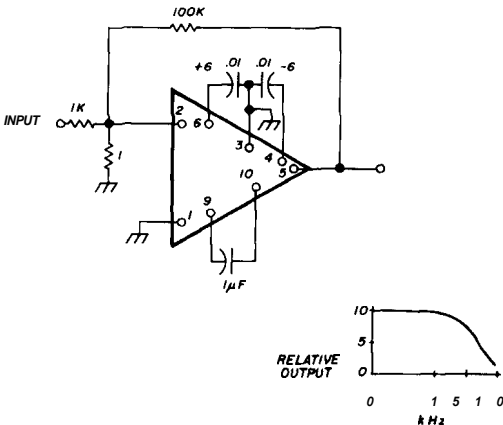 100K
+6 .01 .01 -6
INPUT 1K
2 6
3
1
4
5
10
9
1
1µF
10
5
0
RELATIVE
OUTPUT
0 1 5 1 0
kHz